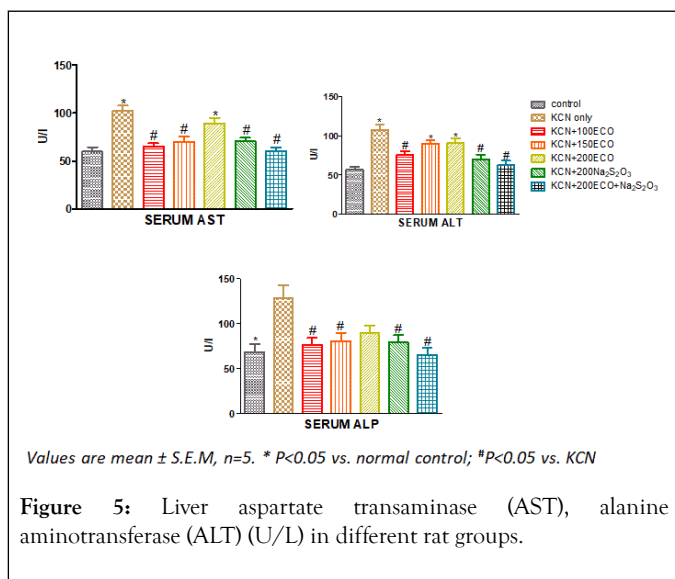 150
100
50
0
U/l
* # # * # #
SERUM AST
150
100
50
0
U/l
* # * * # #
SERUM ALT
control
KCN only
KCN+100ECO
KCN+150ECO
KCN+200ECO
KCN+200Na₂S₂O₃
KCN+200ECO+Na₂S₂O₃
150
100
50
0
U/l
* # # # #
SERUM ALP
Values are mean ± S.E.M, n=5. * P<0.05 vs. normal control; #P<0.05 vs. KCN
Figure 5: Liver aspartate transaminase (AST), alanine
aminotransferase (ALT) (U/L) in different rat groups.